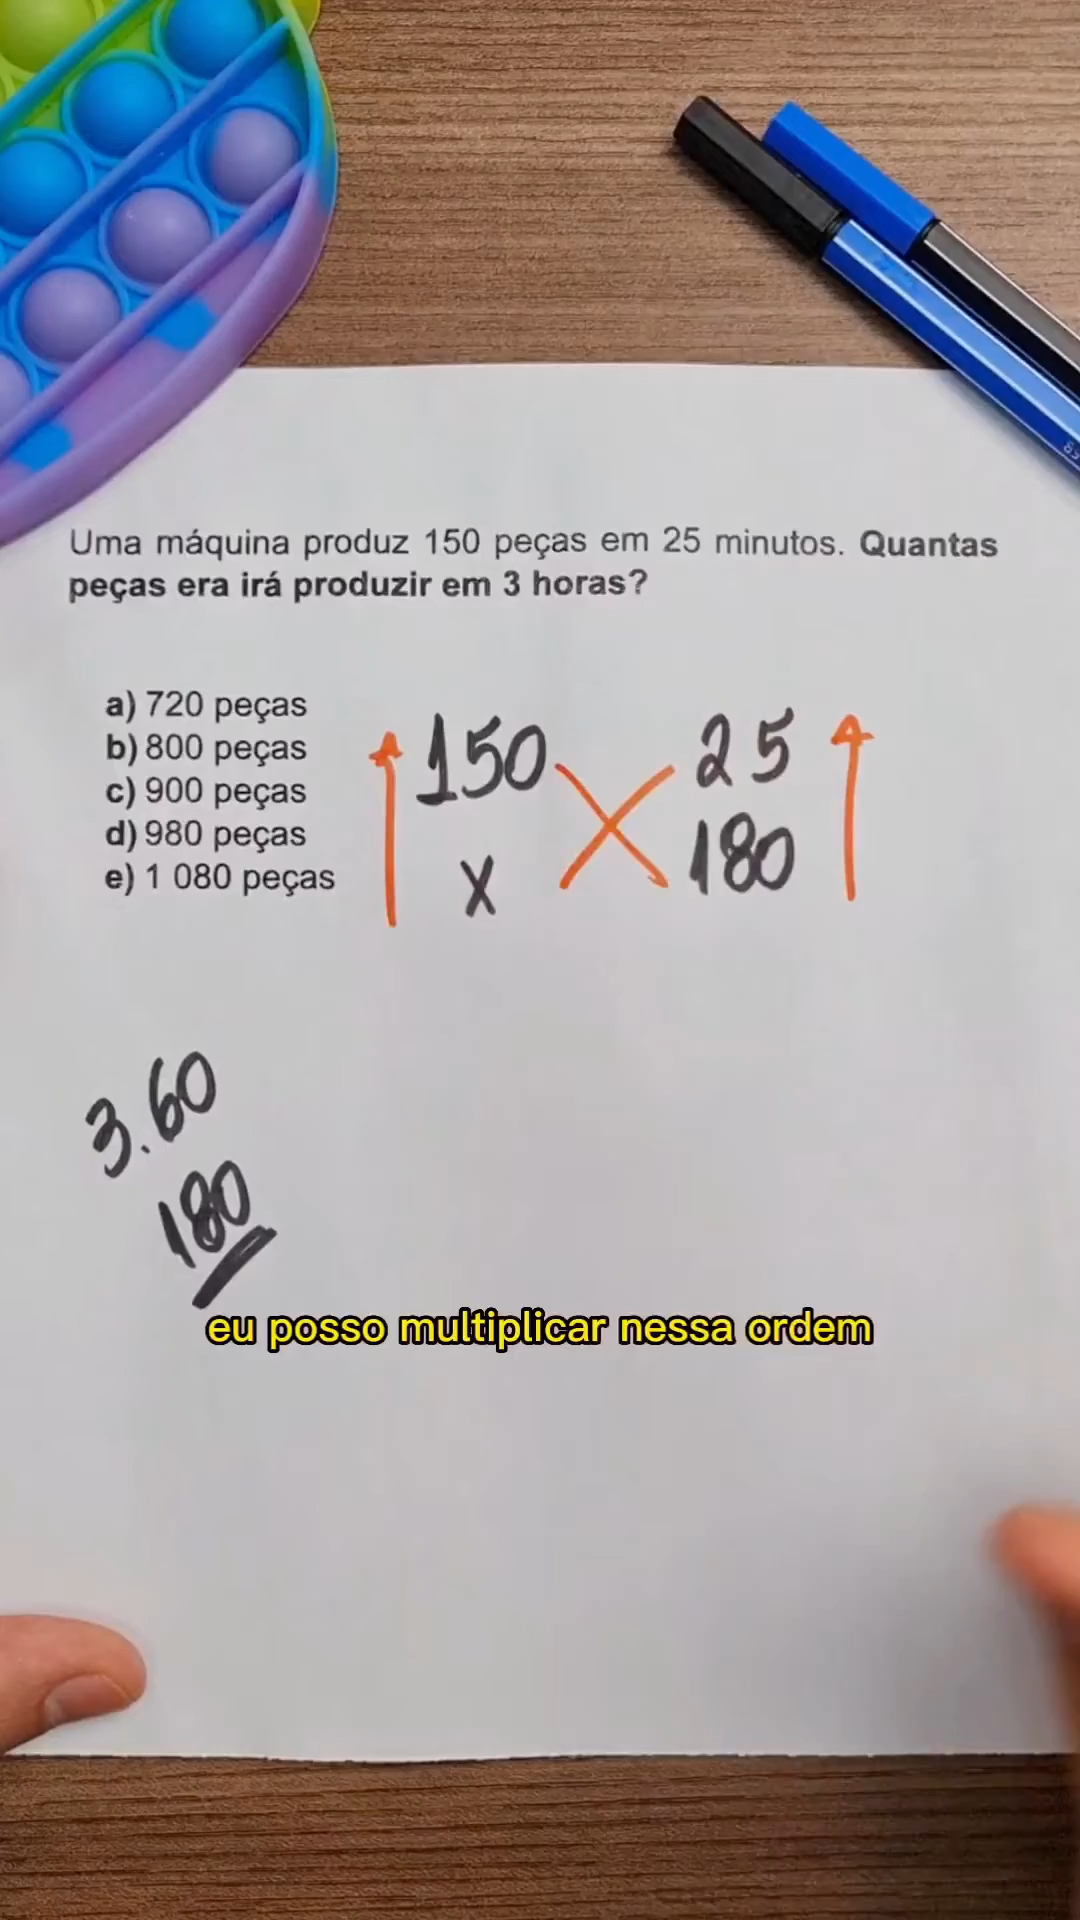 Uma máquina produz 150 peças em 25 minutos. Quantas
peças era irá produzir em 3 horas?
a) 720 peças
b) 800 peças
c) 900 peças
d) 980 peças
e) 1 080 peças
150 25
x 180
3.60
180
eu posso multiplicar nessa ordem